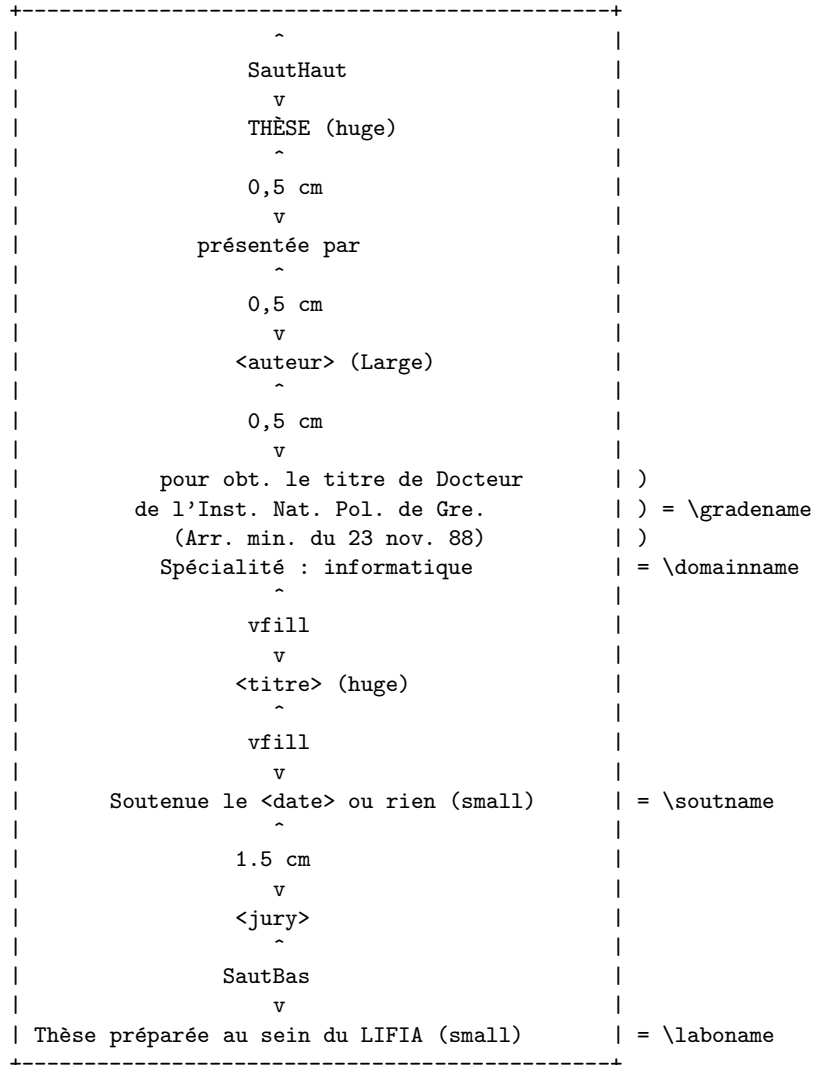 +-----------------------------------------------+
|                     ^                          |
|                   SautHaut                     |
|                     v                          |
|                   THÈSE (huge)                 |
|                     ^                          |
|                   0,5 cm                       |
|                     v                          |
|               présentée par                    |
|                     ^                          |
|                   0,5 cm                       |
|                     v                          |
|                  <auteur> (Large)              |
|                     ^                          |
|                   0,5 cm                       |
|                     v                          |
|            pour obt. le titre de Docteur       | )
|          de l'Inst. Nat. Pol. de Gre.          | ) = \gradename
|             (Arr. min. du 23 nov. 88)          | )
|            Spécialité : informatique           | = \domainname
|                     ^                          |
|                   vfill                        |
|                     v                          |
|                  <titre> (huge)                |
|                     ^                          |
|                   vfill                        |
|                     v                          |
|        Soutenue le <date> ou rien (small)      | = \soutname
|                     ^                          |
|                  1.5 cm                        |
|                     v                          |
|                  <jury>                        |
|                     ^                          |
|                 SautBas                        |
|                     v                          |
| Thèse préparée au sein du LIFIA (small)        | = \laboname
+-----------------------------------------------+